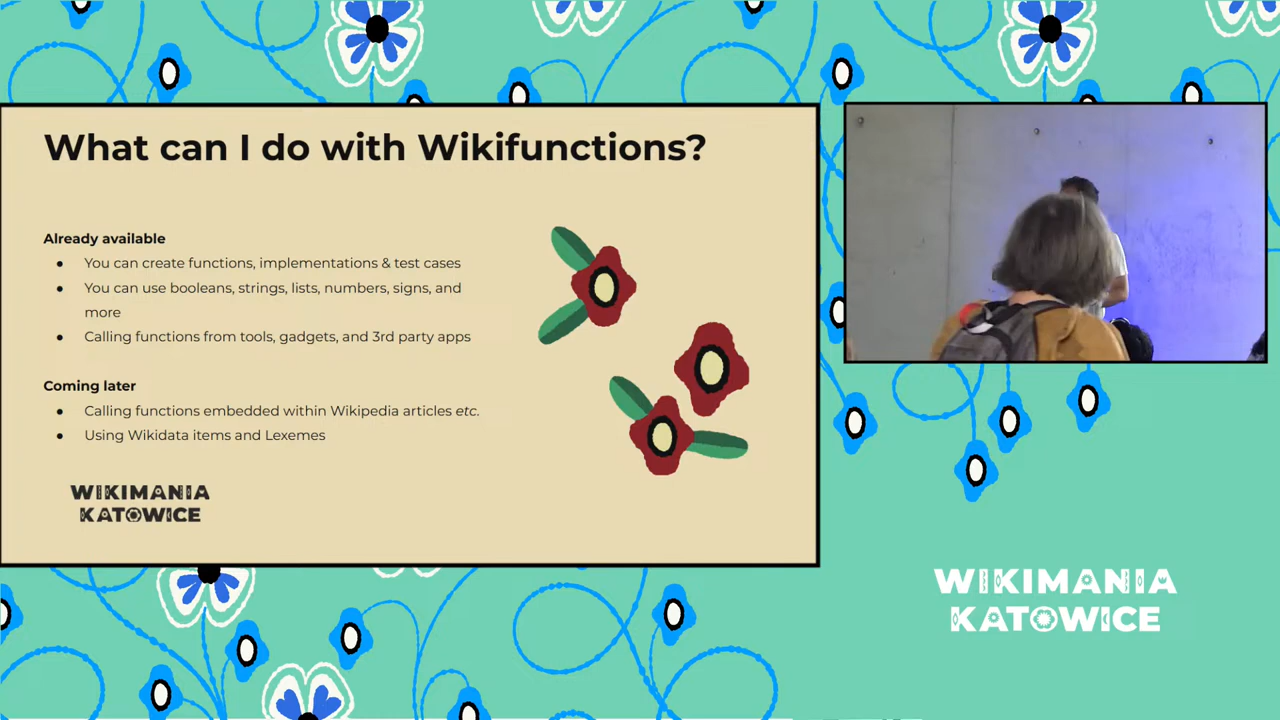 What can I do with Wikifunctions?
Already available
● You can create functions, implementations & test cases
● You can use booleans, strings, lists, numbers, signs, and
more
● Calling functions from tools, gadgets, and 3rd party apps
Coming later
● Calling functions embedded within Wikipedia articles etc.
● Using Wikidata items and Lexemes
WIKIMANIA
KATOWICE
WIKIMANIA
KATOWICE